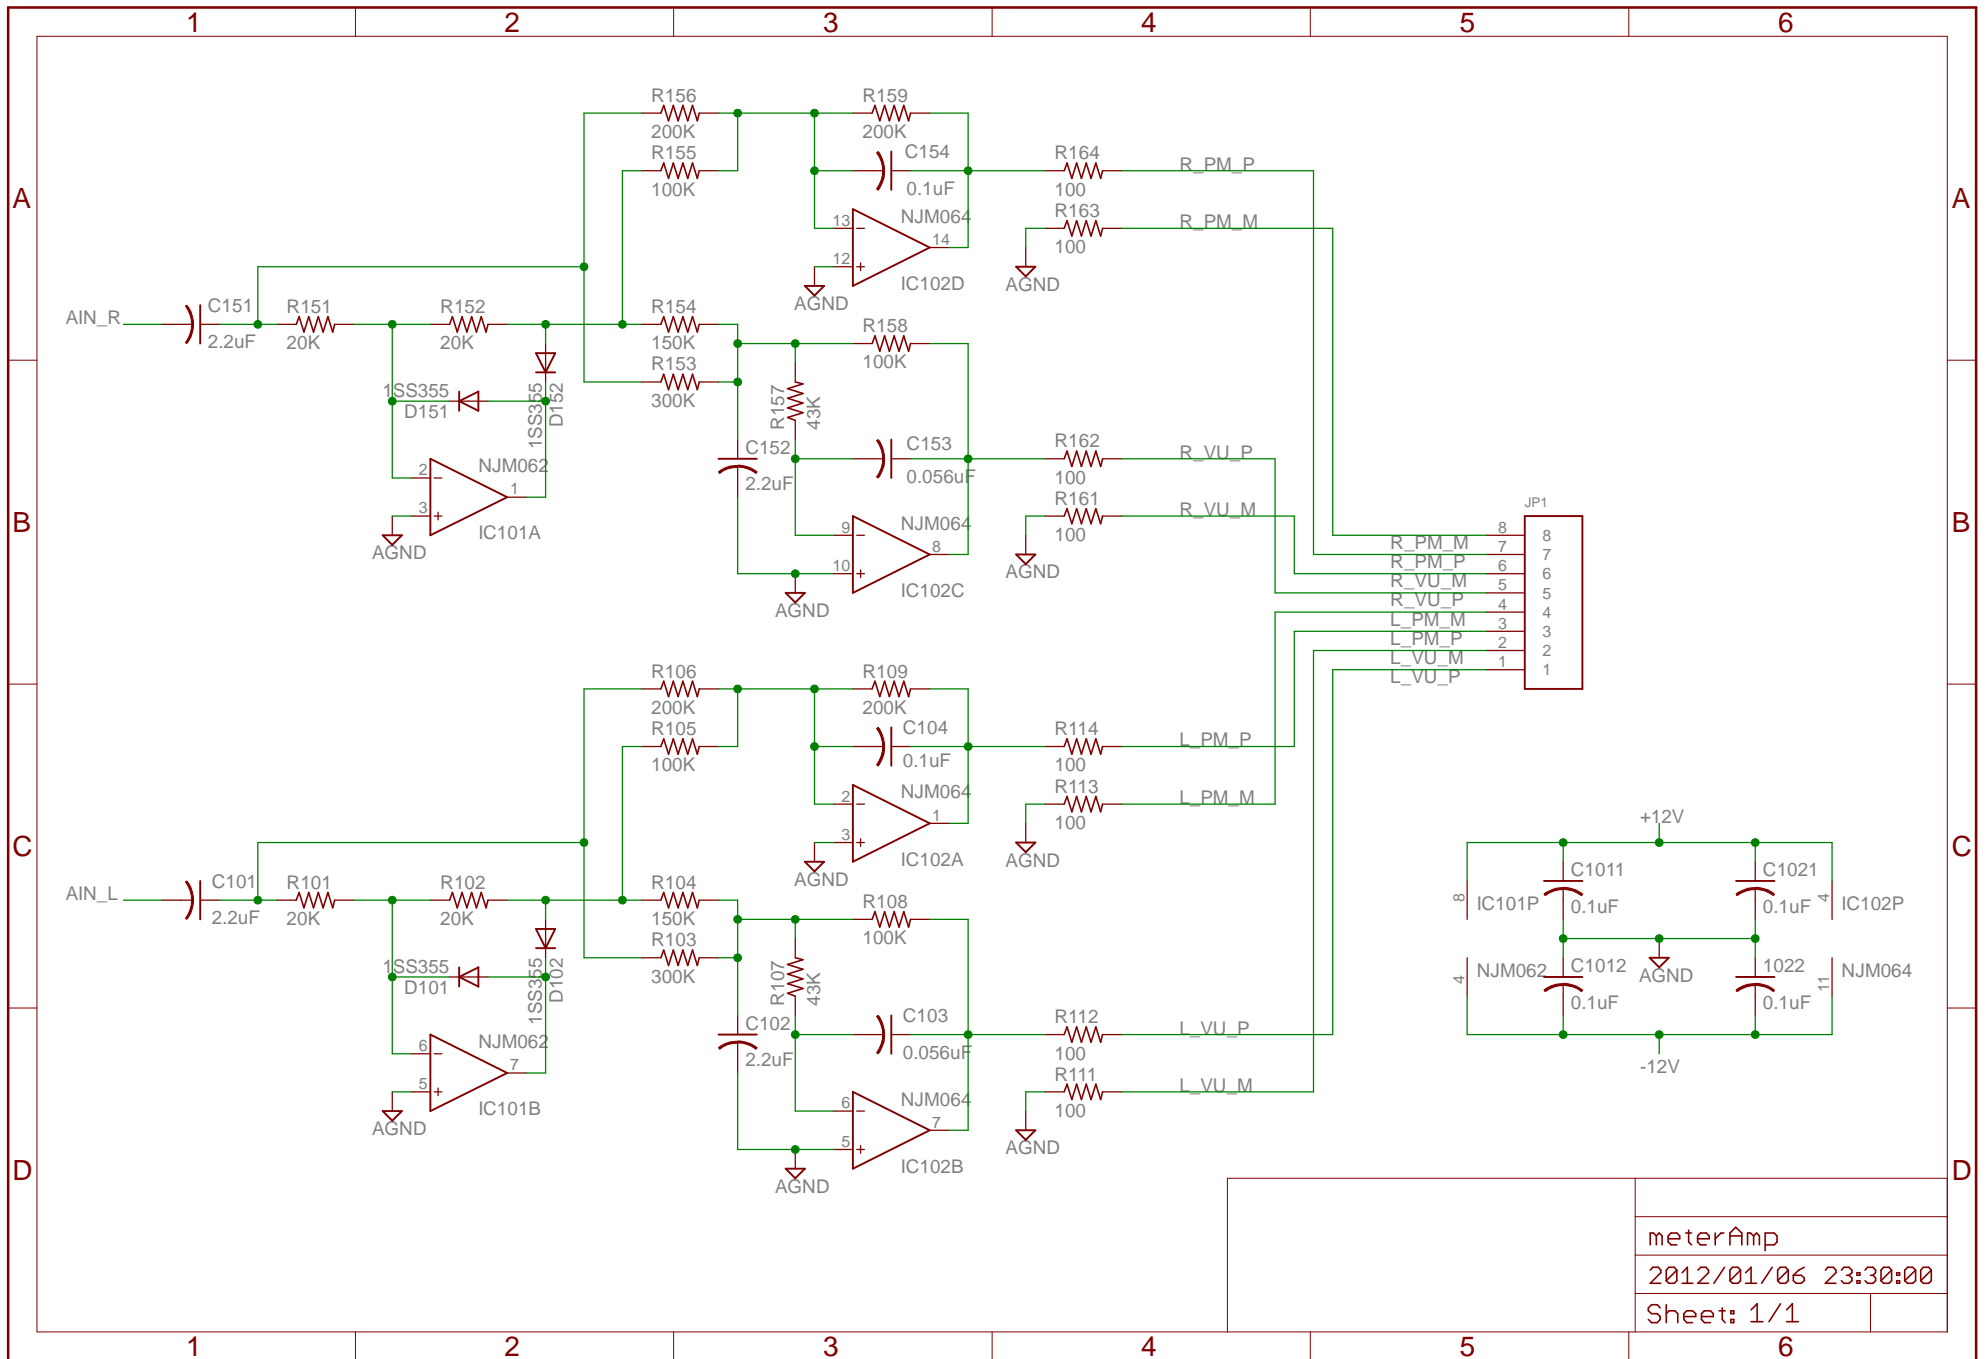 1 2 3 4 5 6
A A
B B
C C
D D
R156
200K
R155
100K
R159
200K
C154
0.1uF
NJM064
13
12
14
IC102D
AGND
R164
100
R_PM_P
R163
100
R_PM_M
AGND
AIN_R
C151
2.2uF
R151
20K
R152
20K
1SS355
D151
1SS355
D152
NJM062
2
3
1
IC101A
AGND
R154
150K
R153
300K
R158
100K
R157
43K
C152
2.2uF
C153
0.056uF
NJM064
9
10
8
IC102C
AGND
R162
100
R_VU_P
R161
100
R_VU_M
AGND
JP1
R_PM_M 8 8
R_PM_P 7 7
R_VU_M 6 6
R_VU_P 5 5
L_PM_M 4 4
L_PM_P 3 3
L_VU_M 2 2
L_VU_P 1 1
R106
200K
R105
100K
R109
200K
C104
0.1uF
NJM064
2
3
1
IC102A
AGND
R114
100
L_PM_P
R113
100
L_PM_M
AGND
AIN_L
C101
2.2uF
R101
20K
R102
20K
1SS355
D101
1SS355
D102
NJM062
6
5
7
IC101B
AGND
R104
150K
R103
300K
R108
100K
R107
43K
C102
2.2uF
C103
0.056uF
NJM064
6
5
7
IC102B
AGND
R112
100
L_VU_P
R111
100
L_VU_M
AGND
+12V
C1011
0.1uF
C1021
0.1uF
8
IC101P
4
IC102P
AGND
4
NJM062
C1012
0.1uF
1022
0.1uF
11
NJM064
-12V
meterAmp
2012/01/06 23:30:00
Sheet: 1/1
1 2 3 4 5 6